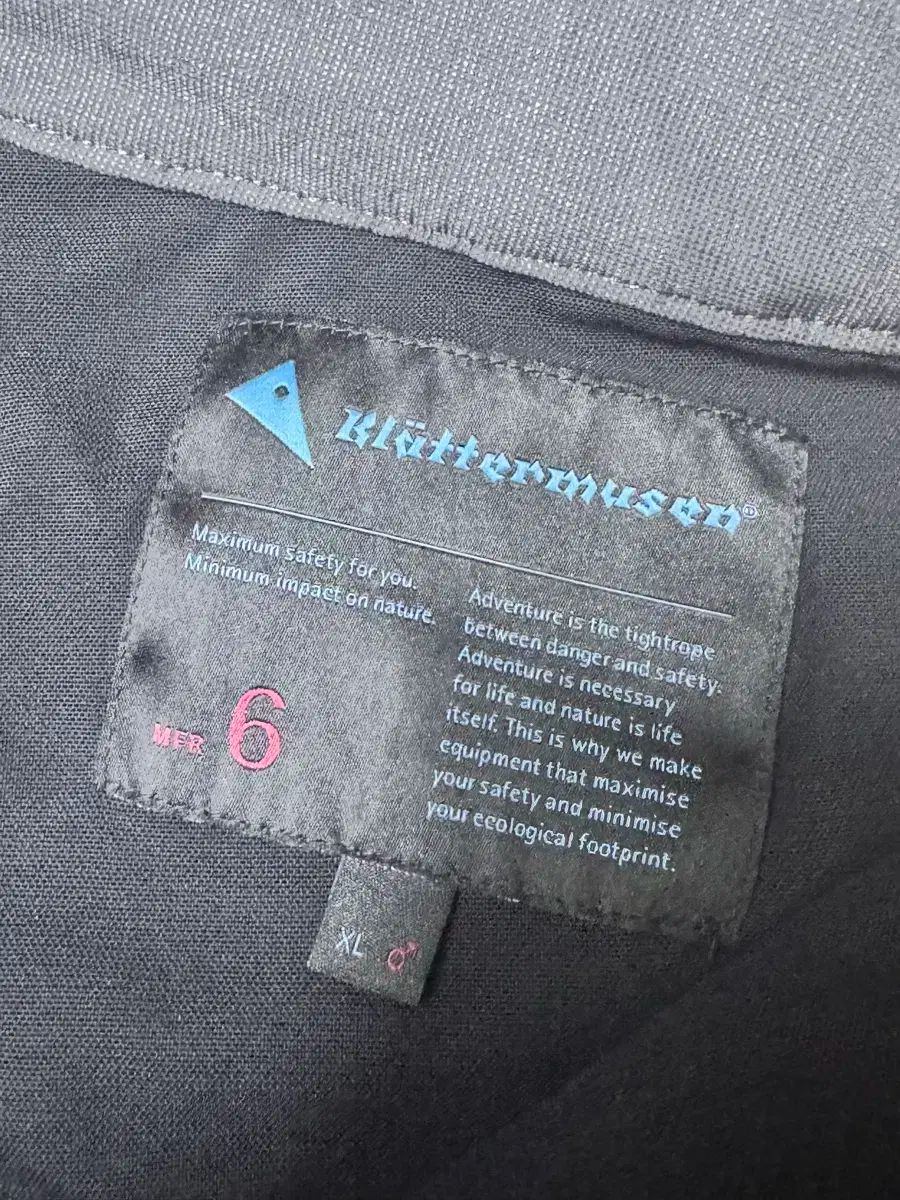 Klättermusen®
Maximum safety for you.
Minimum impact on nature.
Adventure is the tightrope
between danger and safety.
Adventure is necessary
for life and nature is life
itself. This is why we make
equipment that maximise
your safety and minimise
your ecological footprint.
MFR 6
XL ♂